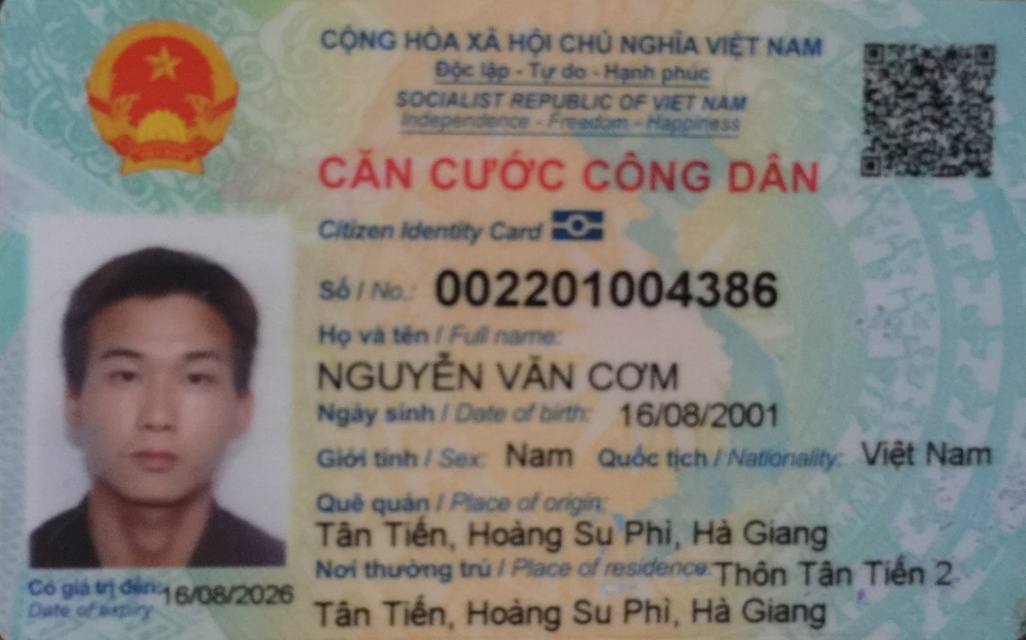 CỘNG HÒA XÃ HỘI CHỦ NGHĨA VIỆT NAM
Độc lập - Tự do - Hạnh phúc
SOCIALIST REPUBLIC OF VIET NAM
Independence - Freedom - Happiness
CĂN CƯỚC CÔNG DÂN
Citizen Identity Card
Số / No.: 002201004386
Họ và tên / Full name:
NGUYỄN VĂN CƠM
Ngày sinh / Date of birth: 16/08/2001
Giới tính / Sex: Nam Quốc tịch / Nationality: Việt Nam
Quê quán / Place of origin:
Tân Tiến, Hoàng Su Phì, Hà Giang
Nơi thường trú / Place of residence: Thôn Tân Tiến 2
Tân Tiến, Hoàng Su Phì, Hà Giang
Có giá trị đến: 16/08/2026
Date of expiry